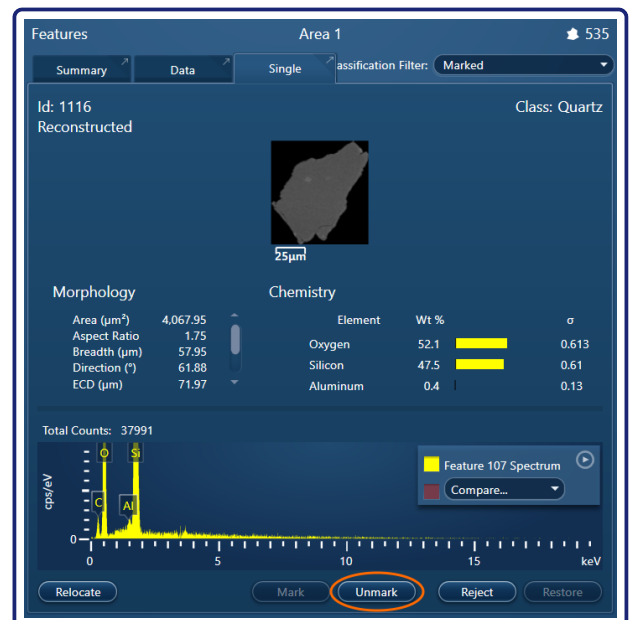 Features Area 1 535
Summary Data Single assification Filter: Marked
Id: 1116 Class: Quartz
Reconstructed
25μm
Morphology Chemistry
Area (μm²) 4,067.95
Aspect Ratio 1.75
Breadth (μm) 57.95
Direction (°) 61.88
ECD (μm) 71.97
Element Wt % σ
Oxygen 52.1 0.613
Silicon 47.5 0.61
Aluminum 0.4 0.13
Total Counts: 37991
cps/eV
O Si
C Al
Feature 107 Spectrum
Compare...
0
0 5 10 15 keV
Relocate Mark Unmark Reject Restore